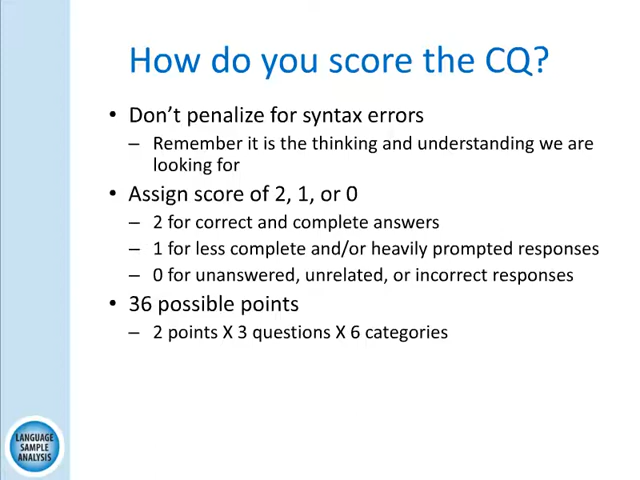 How do you score the CQ?
• Don't penalize for syntax errors
– Remember it is the thinking and understanding we are
looking for
• Assign score of 2, 1, or 0
– 2 for correct and complete answers
– 1 for less complete and/or heavily prompted responses
– 0 for unanswered, unrelated, or incorrect responses
• 36 possible points
– 2 points X 3 questions X 6 categories
LANGUAGE
SAMPLE
ANALYSIS